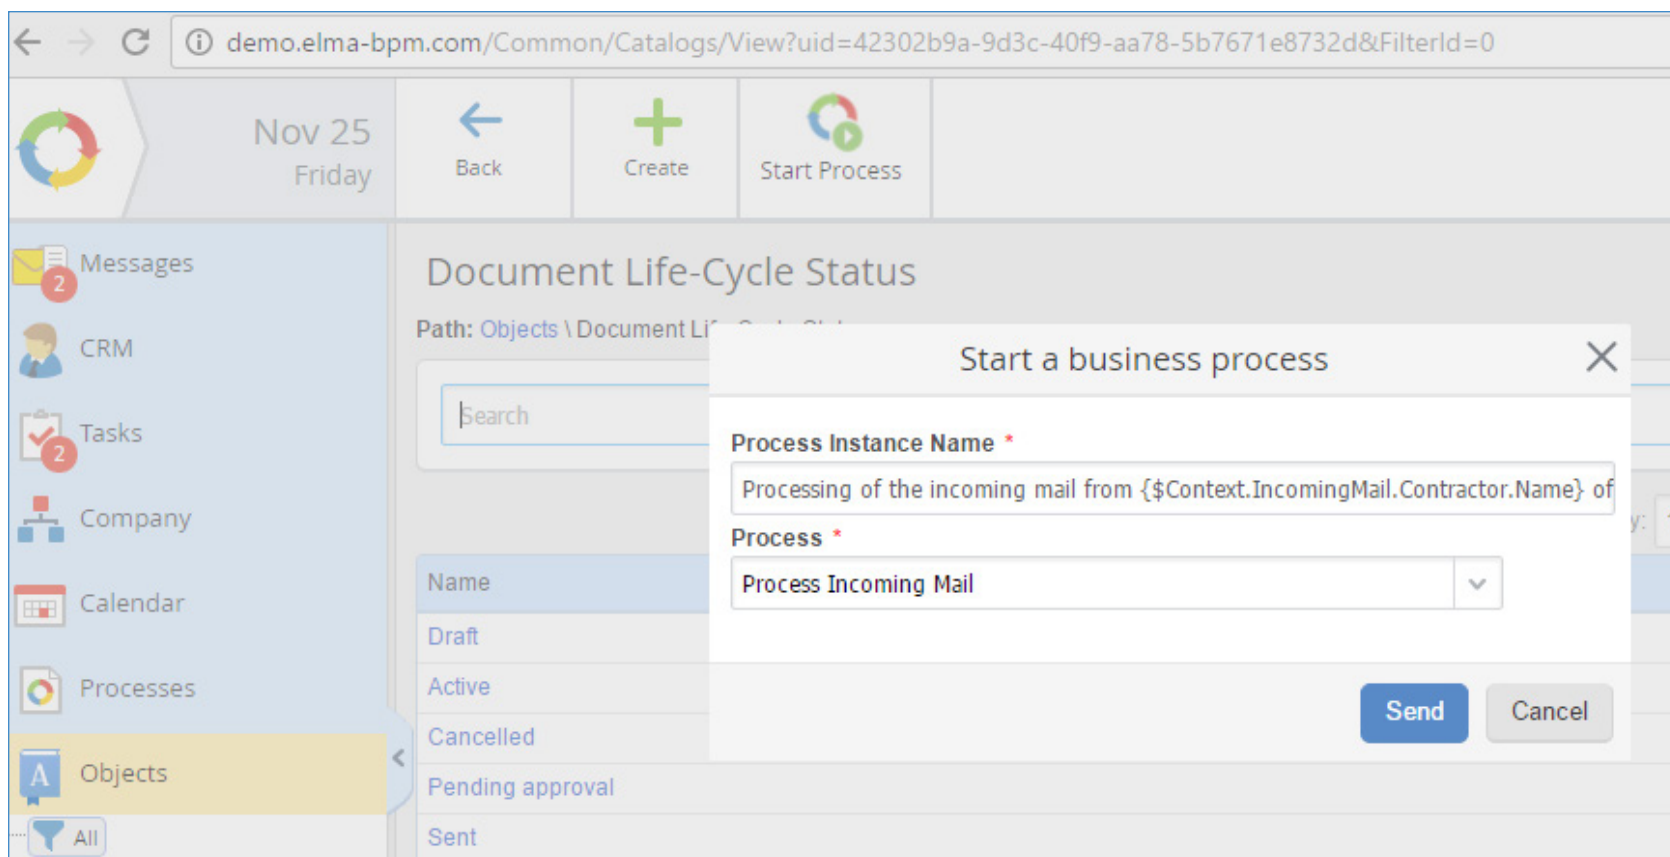 demo.elma-bpm.com/Common/Catalogs/View?uid=42302b9a-9d3c-40f9-aa78-5b7671e8732d&FilterId=0
Nov 25
Friday
Back
Create
Start Process
Messages
2
CRM
Tasks
2
Company
Calendar
Processes
Objects
All
Document Life-Cycle Status
Path: Objects \ Document
Search
Name
Draft
Active
Cancelled
Pending approval
Sent
Start a business process
Process Instance Name *
Processing of the incoming mail from {$Context.IncomingMail.Contractor.Name} of
Process *
Process Incoming Mail
Send
Cancel